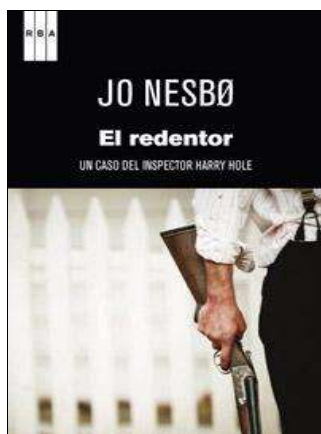 RBA
JO NESBØ
El redentor
UN CASO DEL INSPECTOR HARRY HOLE